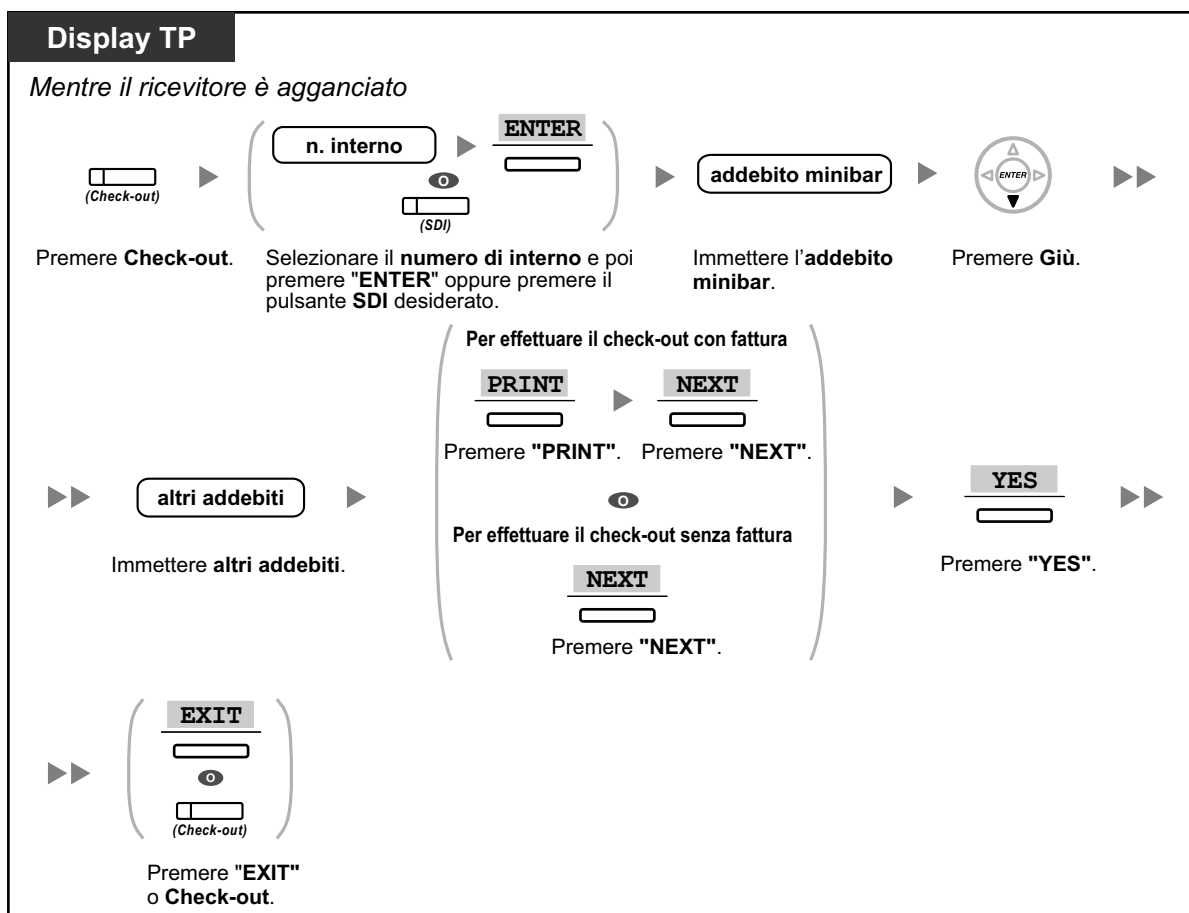 Display TP
Mentre il ricevitore è agganciato
(Check-out)
n. interno
ENTER
O
(SDI)
addebito minibar
ENTER
Premere Check-out.
Selezionare il numero di interno e poi
premere "ENTER" oppure premere il
pulsante SDI desiderato.
Immettere l'addebito
minibar.
Premere Giù.
altri addebiti
Immettere altri addebiti.
Per effettuare il check-out con fattura
PRINT
NEXT
Premere "PRINT".
Premere "NEXT".
O
Per effettuare il check-out senza fattura
NEXT
Premere "NEXT".
YES
Premere "YES".
EXIT
O
(Check-out)
Premere "EXIT"
o Check-out.